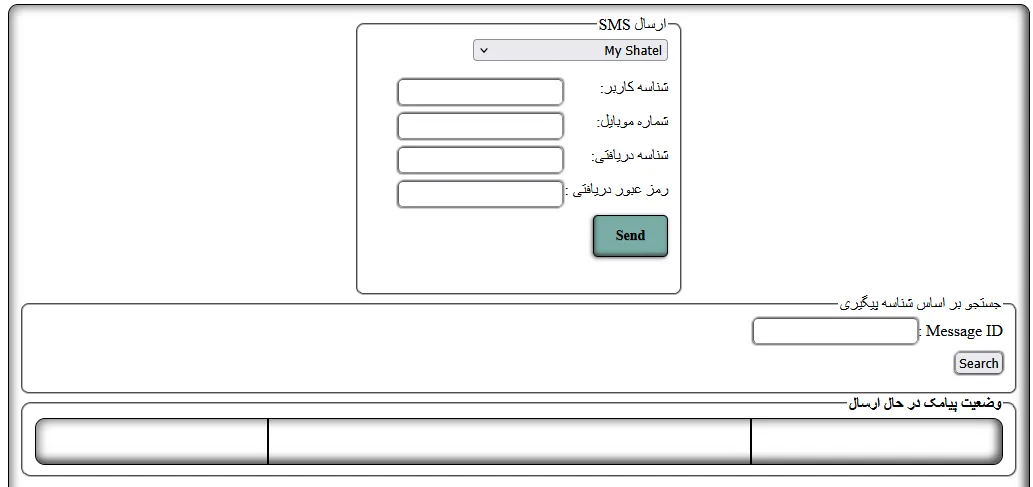 ارسال SMS
My Shatel
شناسه کاربر:
شماره موبایل:
شناسه دریافتی:
رمز عبور دریافتی :
Send
جستجو بر اساس شناسه پیگیری
Message ID :
Search
وضعیت پیامک در حال ارسال